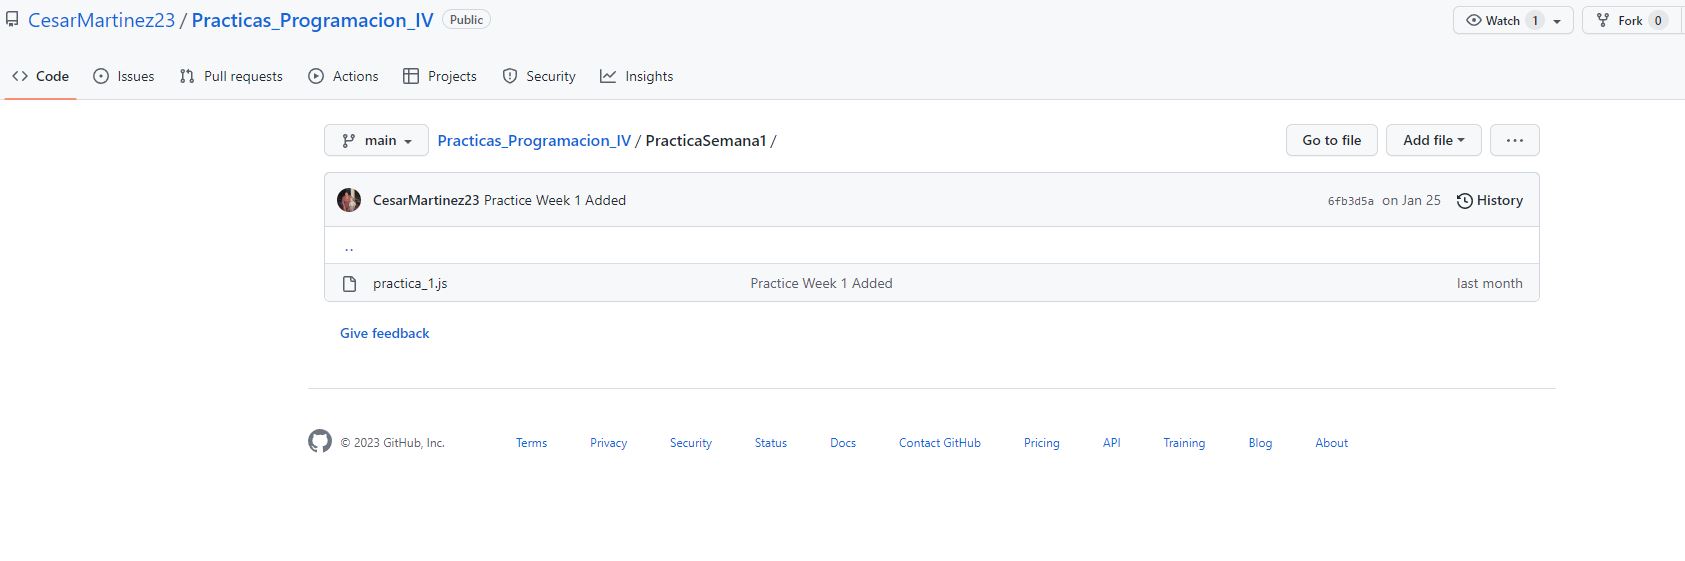 CesarMartinez23 / Practicas_Programacion_IV Public Watch 1 Fork 0
Code Issues Pull requests Actions Projects Security Insights
main Practicas_Programacion_IV / PracticaSemana1 / Go to file Add file ...
CesarMartinez23 Practice Week 1 Added 6fb3d5a on Jan 25 History
..
practica_1.js Practice Week 1 Added last month
Give feedback
© 2023 GitHub, Inc. Terms Privacy Security Status Docs Contact GitHub Pricing API Training Blog About